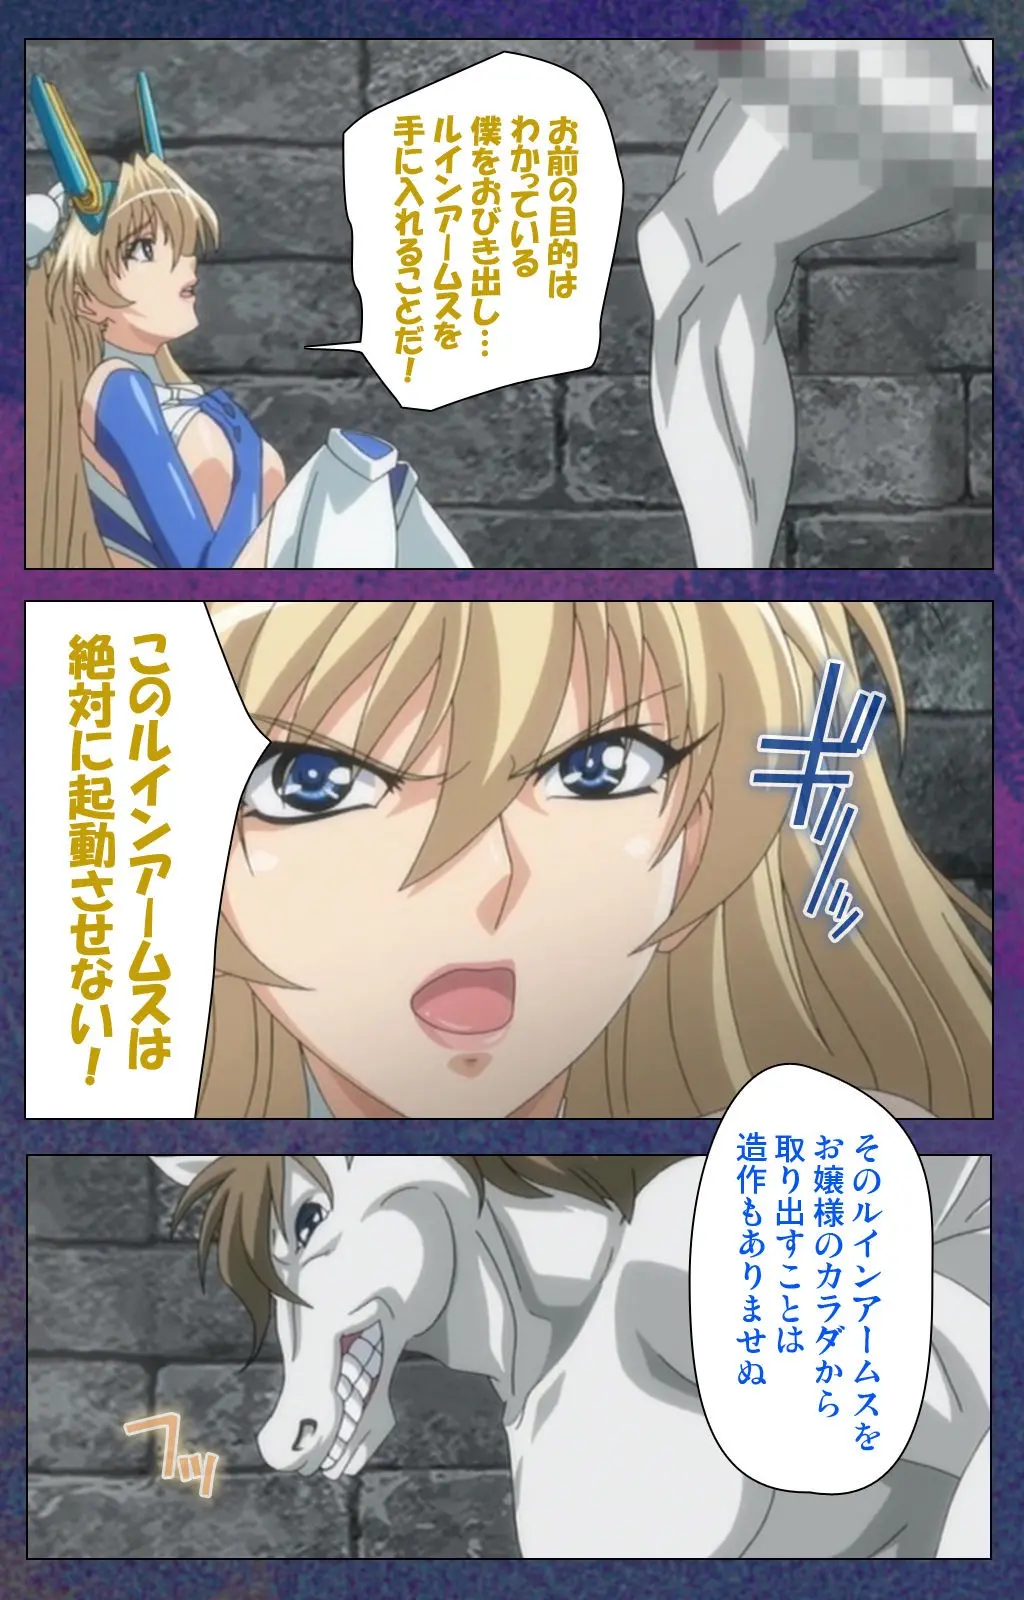 お前の目的は
わかっている
僕をおびき出し…
ルインアームスを
手に入れることだ！
このルインアームスは
絶対に起動させない！
ギリッ
そのルインアームスを
お嬢様のカラダから
取り出すことは
造作もありませぬ
フッ